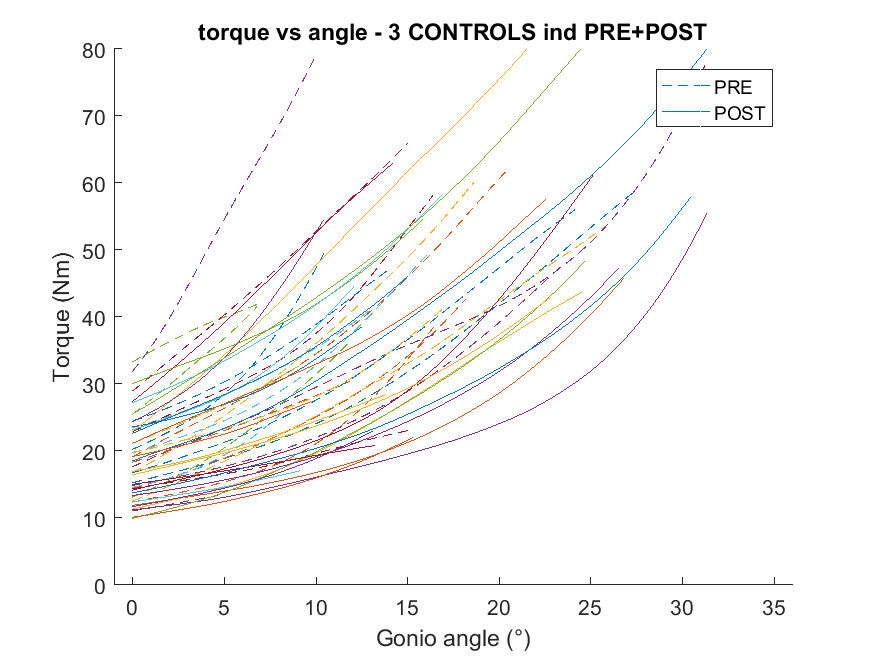 torque vs angle - 3 CONTROLS ind PRE+POST
80
70
60
50
40
30
20
10
0
Torque (Nm)
PRE
POST
0 5 10 15 20 25 30 35
Gonio angle (°)